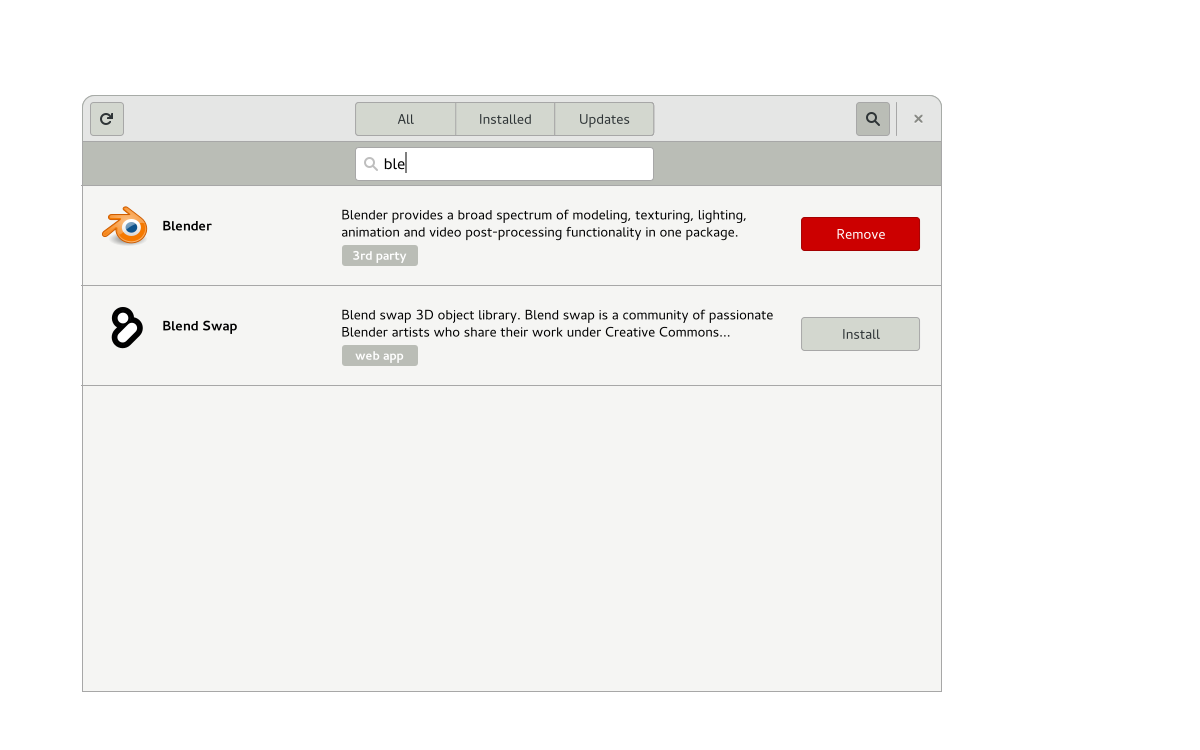 All Installed Updates
ble
Blender
Blender provides a broad spectrum of modeling, texturing, lighting,
animation and video post-processing functionality in one package.
3rd party
Remove
Blend Swap
Blend swap 3D object library. Blend swap is a community of passionate
Blender artists who share their work under Creative Commons...
web app
Install